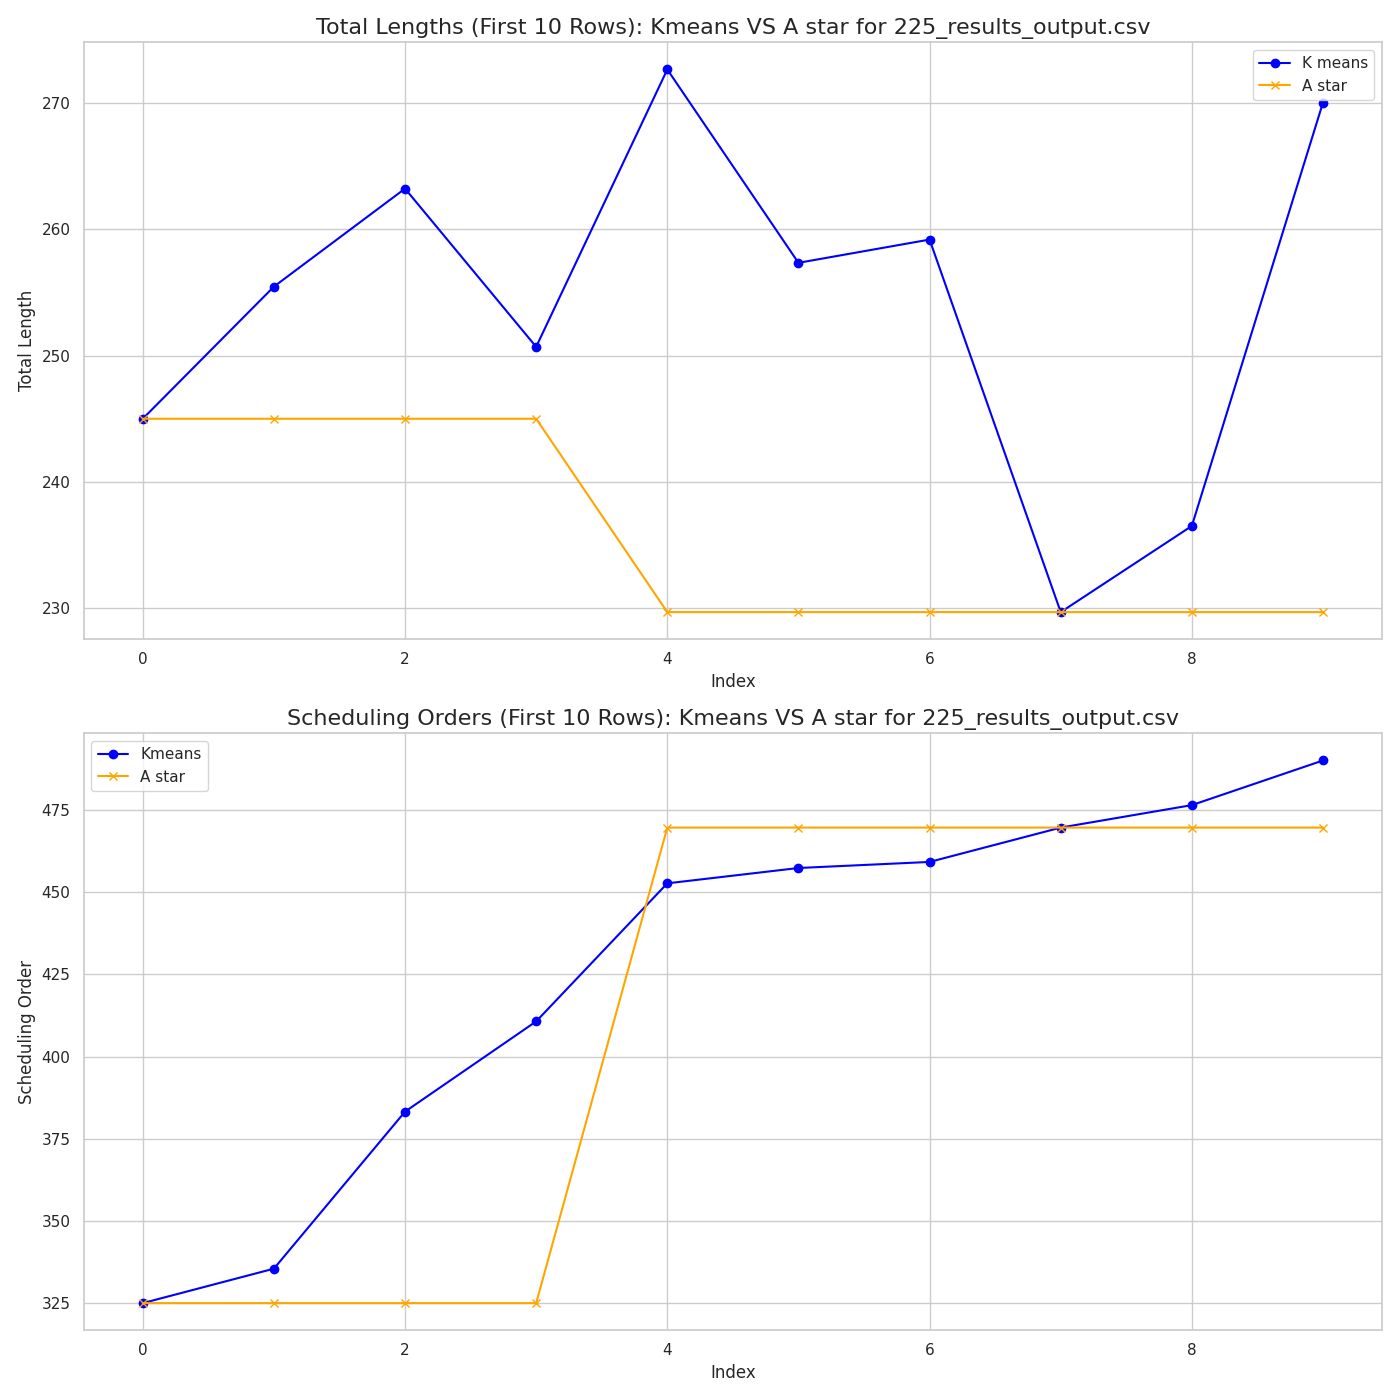 Total Lengths (First 10 Rows): Kmeans VS A star for 225_results_output.csv
K means
A star
270
260
250
240
230
Total Length
0 2 4 6 8
Index
Scheduling Orders (First 10 Rows): Kmeans VS A star for 225_results_output.csv
Kmeans
A star
475
450
425
400
375
350
325
Scheduling Order
0 2 4 6 8
Index